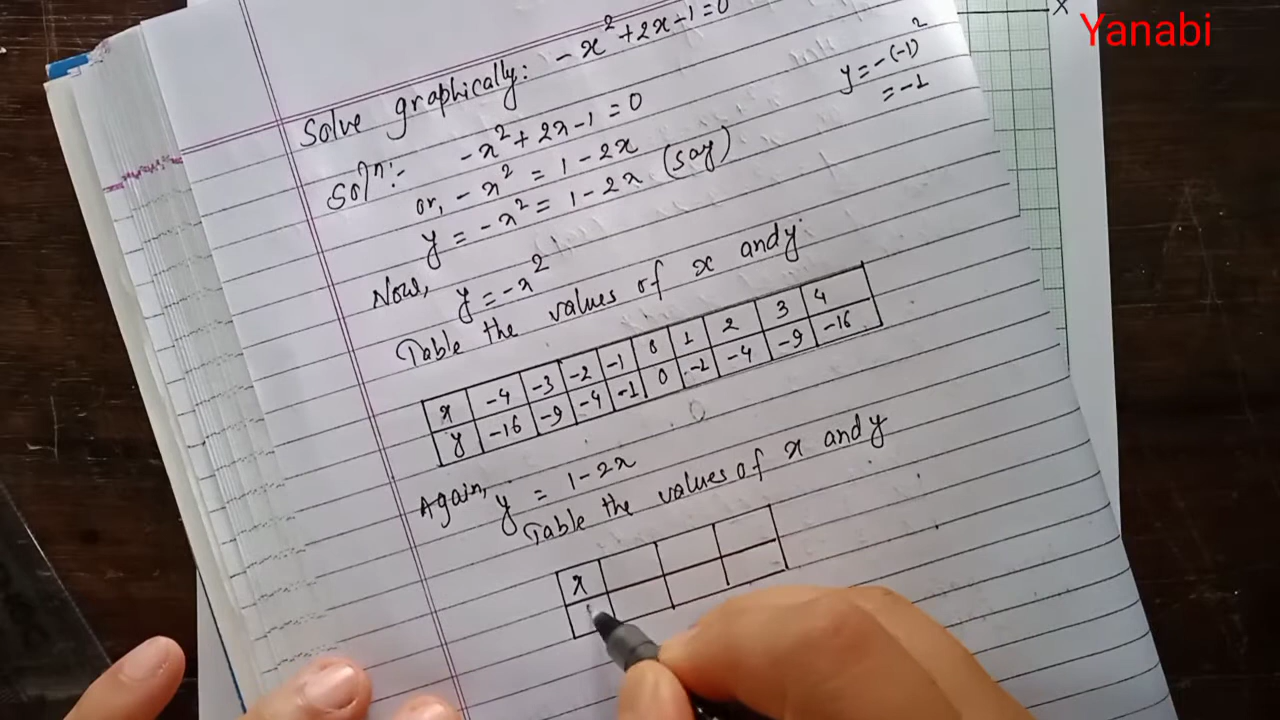 Yanabi
X
Solve graphically: -x²+2x-1=0
Solⁿ:- -x²+2x-1=0
or, -x² = 1-2x
y = -x² = 1-2x (say)
y = -(-1)²
= -1
Now, y = -x²
Table the values of x and y
x -4 -3 -2 -1 0 1 2 3 4
y -16 -9 -4 -1 0 -1 -4 -9 -16
Again, y = 1-2x
Table the values of x and y
x